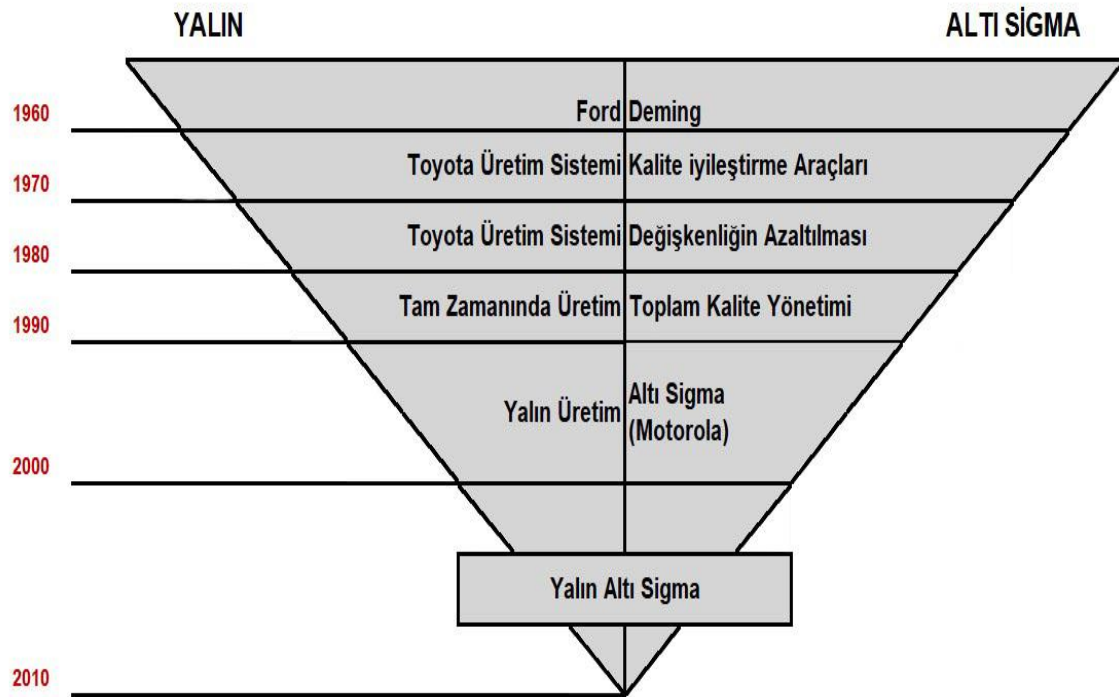 YALIN ALTI SİGMA
1960 Ford Deming
Toyota Üretim Sistemi Kalite iyileştirme Araçları
1970
Toyota Üretim Sistemi Değişkenliğin Azaltılması
1980
Tam Zamanında Üretim Toplam Kalite Yönetimi
1990
Yalın Üretim Altı Sigma
(Motorola)
2000
Yalın Altı Sigma
2010